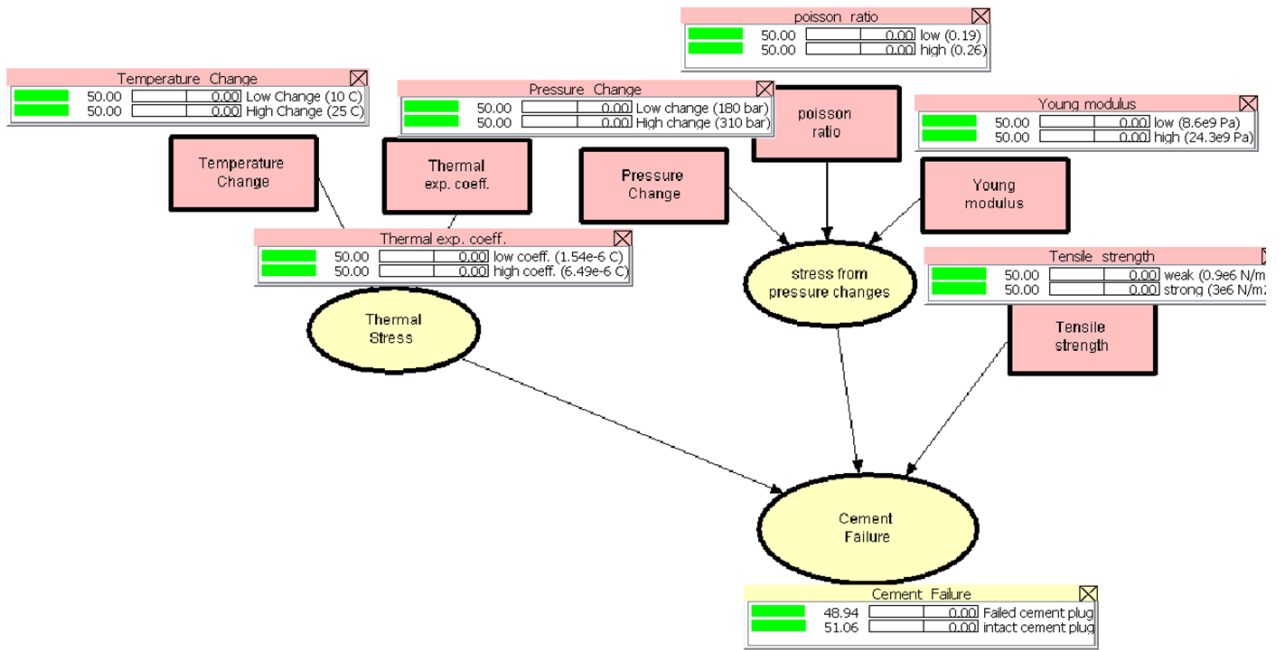 poisson ratio
50.00 0.00 low (0.19)
50.00 0.00 high (0.26)
Temperature Change
50.00 0.00 Low Change (10 C)
50.00 0.00 High Change (25 C)
Pressure Change
50.00 0.00 Low change (180 bar)
50.00 0.00 High change (310 bar)
Young modulus
50.00 0.00 low (8.6e9 Pa)
50.00 0.00 high (24.3e9 Pa)
Temperature
Change
Thermal
exp. coeff.
Pressure
Change
poisson
ratio
Young
modulus
Thermal exp. coeff.
50.00 0.00 low coeff. (1.54e-6 C)
50.00 0.00 high coeff. (6.49e-6 C)
Tensile strength
50.00 0.00 weak (0.9e6 N/m
50.00 0.00 strong (3e6 N/m2
stress from
pressure changes
Thermal
Stress
Tensile
strength
Cement
Failure
Cement Failure
48.94 0.00 Failed cement plug
51.06 0.00 intact cement plug